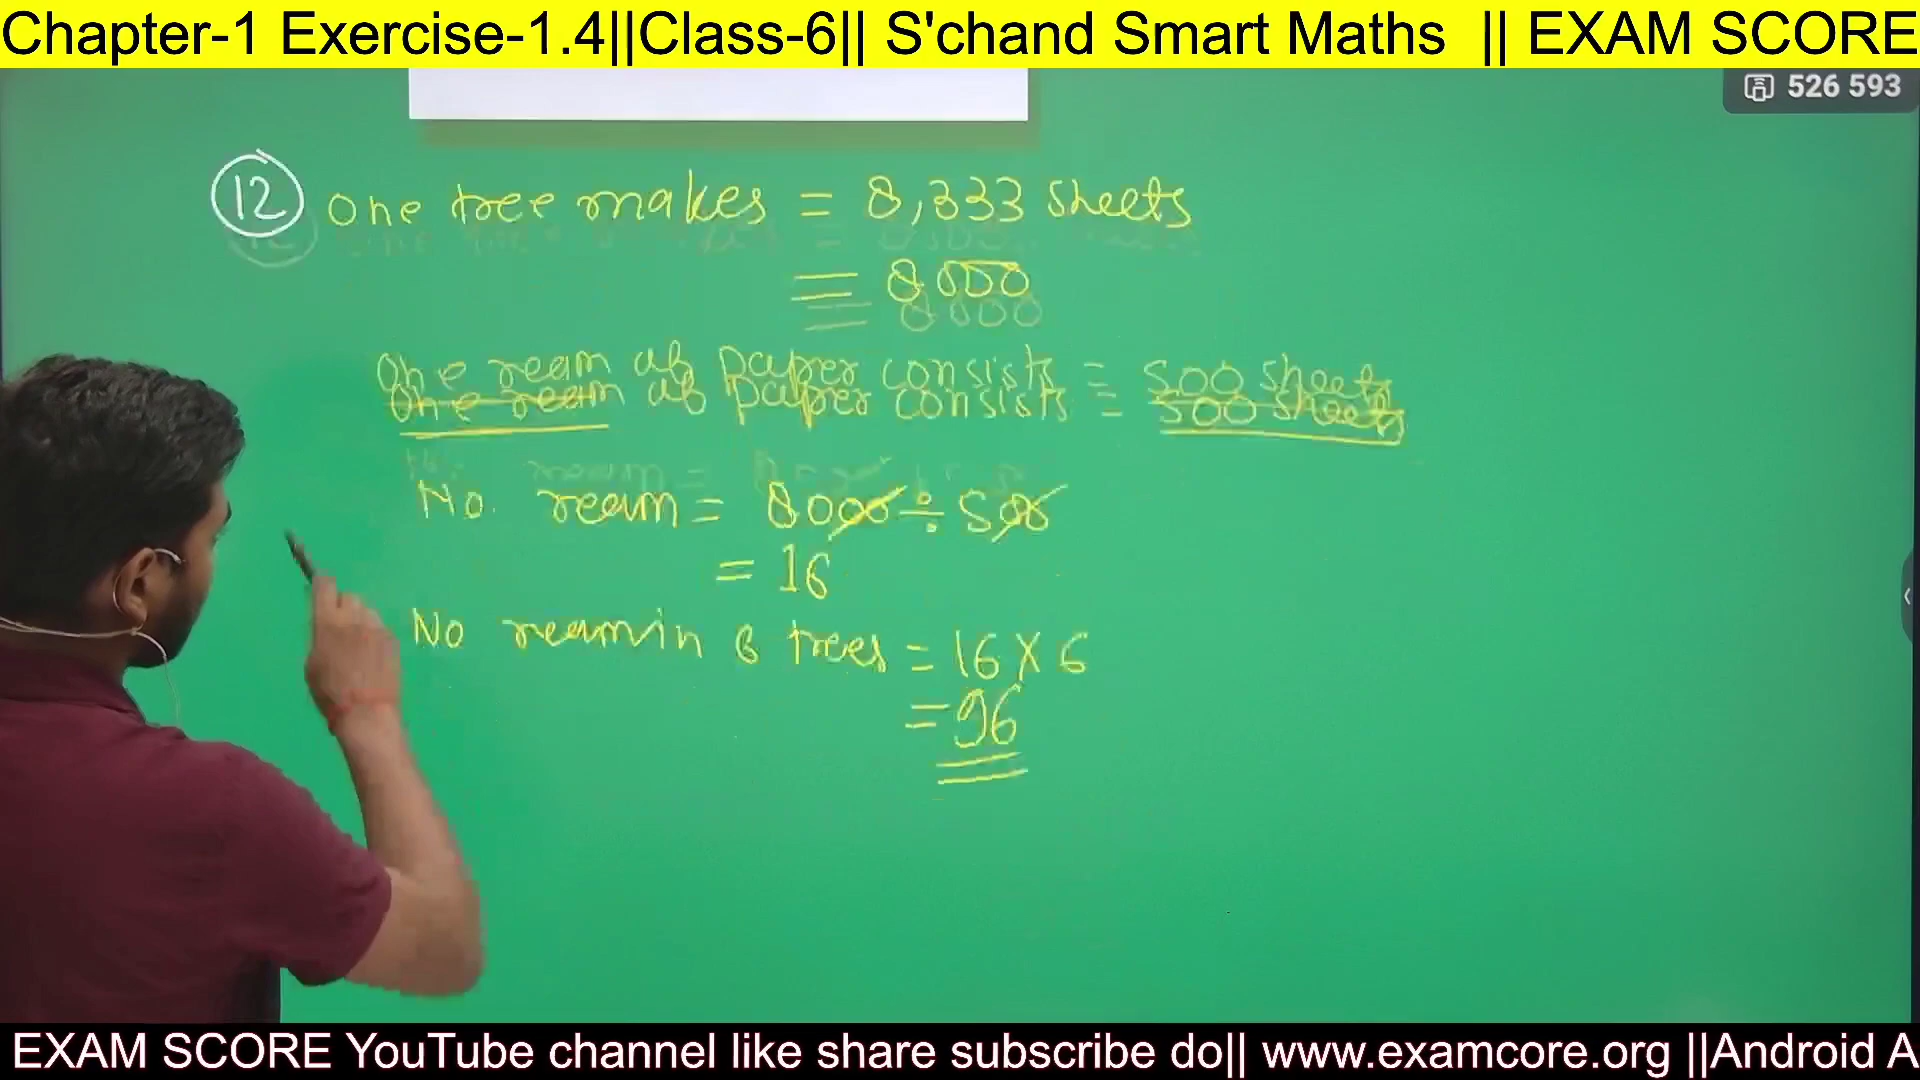 Chapter-1 Exercise-1.4||Class-6|| S'chand Smart Maths || EXAM SCORE
526 593
12 one tree makes = 8,333 sheets
= 8000
One ream of paper consists = 500 sheets
No. ream = 8000 ÷ 500
= 16
No ream in 6 trees = 16 X 6
= 96
EXAM SCORE YouTube channel like share subscribe do|| www.examcore.org ||Android A